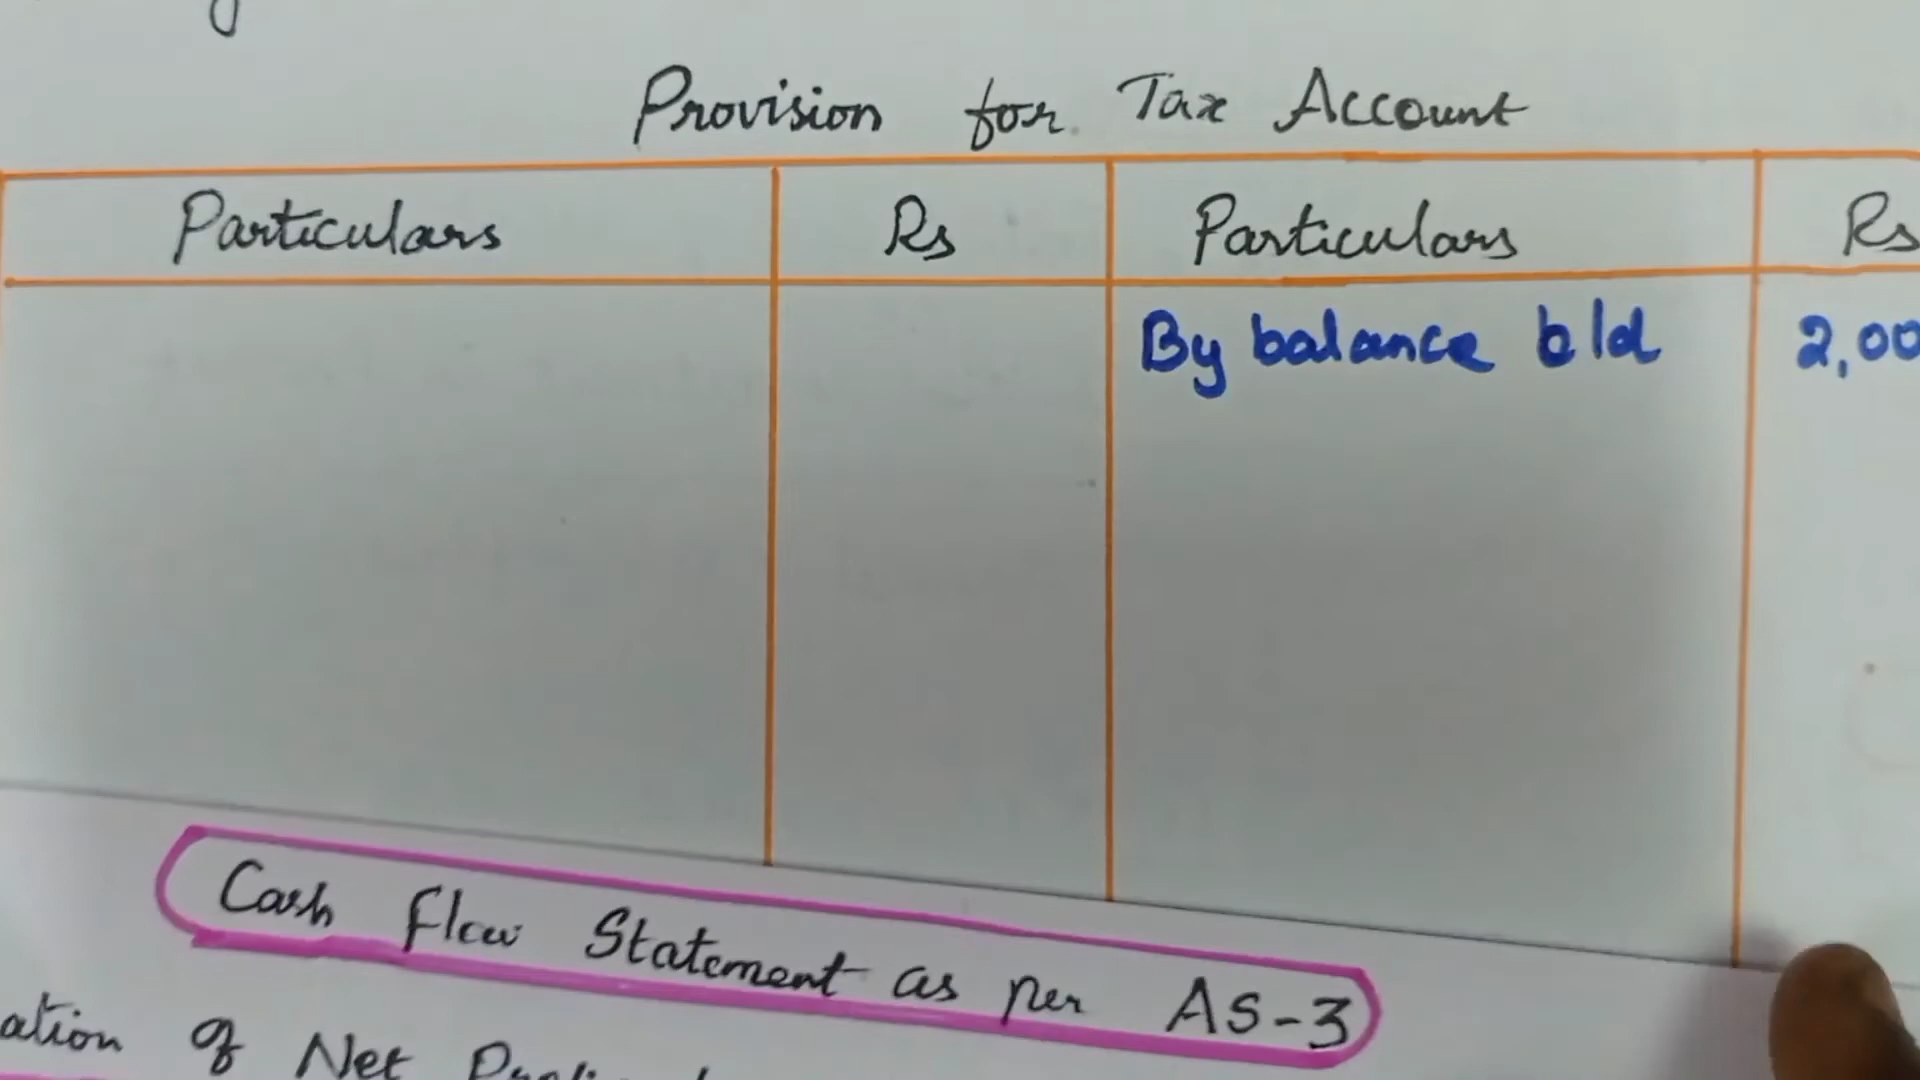 Provision for Tax Account
Particulars Rs Particulars Rs
By balance b/d 2,00
Cash Flow Statement as per AS-3
ation of Net